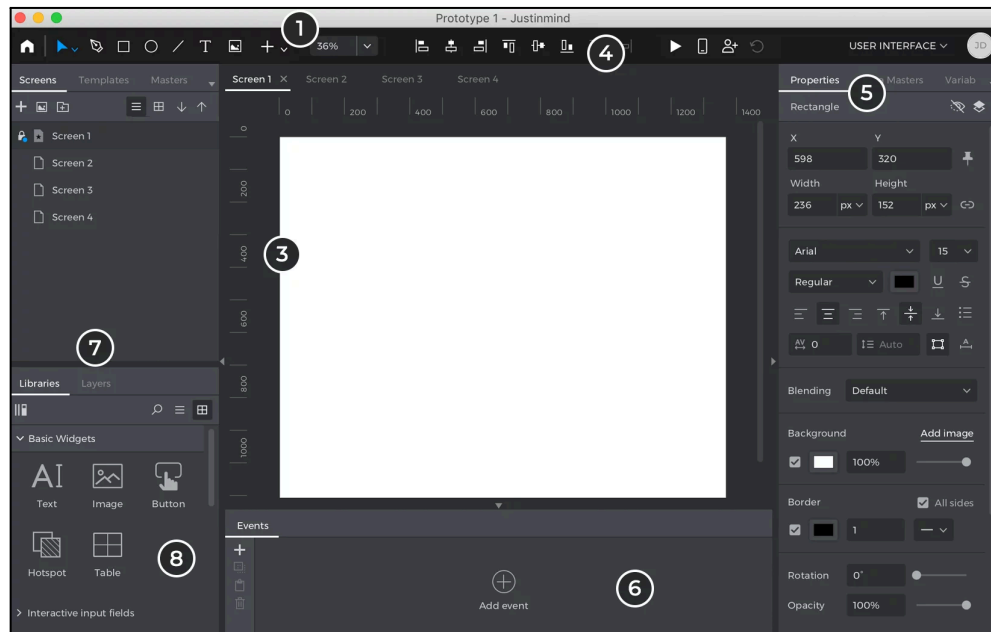 Prototype 1 - Justinmind
1
T
36%
4
USER INTERFACE
JD
Screens Templates Masters
Screen 1 Screen 2 Screen 3 Screen 4
Properties Masters Variab
5
Rectangle
Screen 1
Screen 2
Screen 3
Screen 4
0 200 400 600 800 1000 1200 1400
0
200
400
600
800
1000
3
X Y
598 320
Width Height
236 px 152 px
Arial 15
Regular U S
AV 0 Auto A
Blending Default
Background Add image
100%
Border All sides
1
Rotation 0°
Opacity 100%
7
Libraries Layers
Basic Widgets
AI
Text Image Button
Hotspot Table
8
Interactive input fields
Events
Add event
6